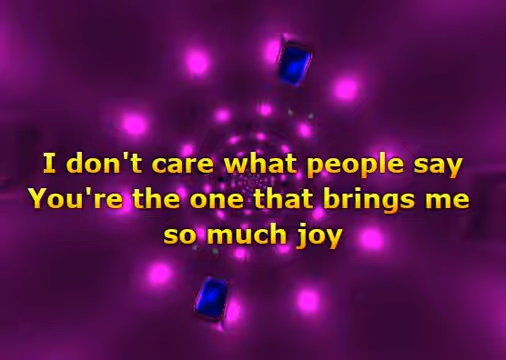 I don't care what people say
You're the one that brings me
so much joy